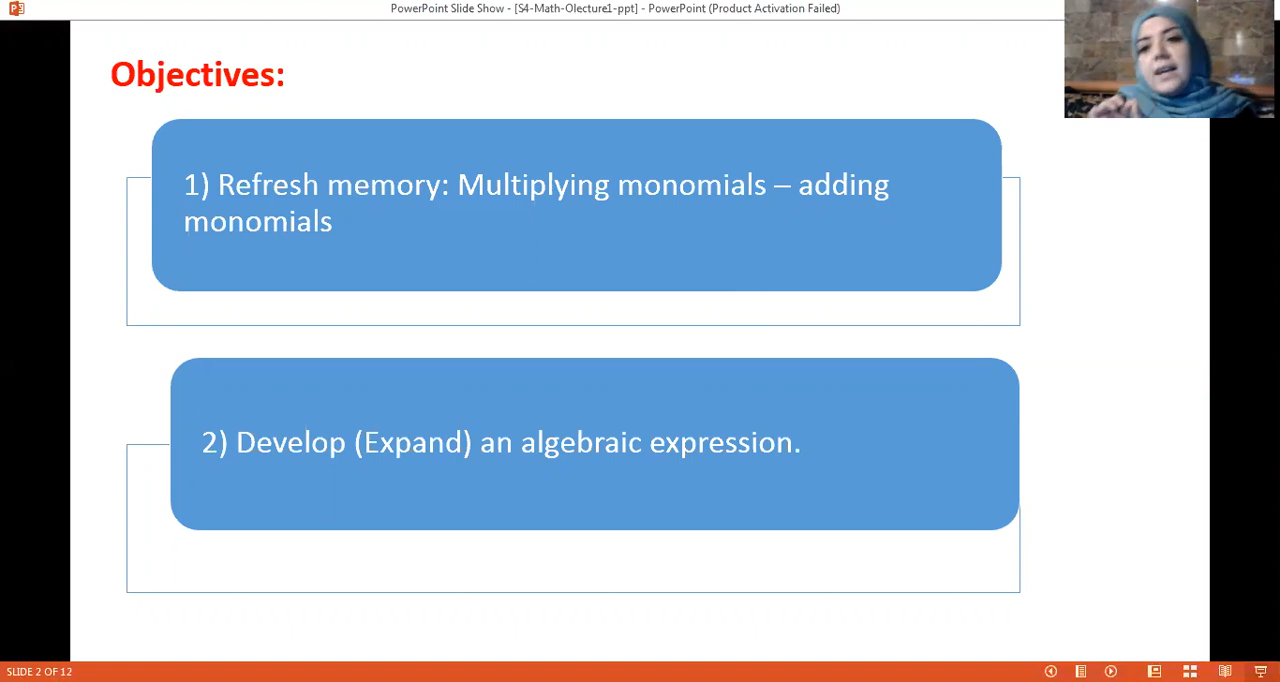 PowerPoint Slide Show - [S4-Math-Olecture1-ppt] - PowerPoint (Product Activation Failed)
Objectives:
1) Refresh memory: Multiplying monomials – adding
monomials
2) Develop (Expand) an algebraic expression.
SLIDE 2 OF 12